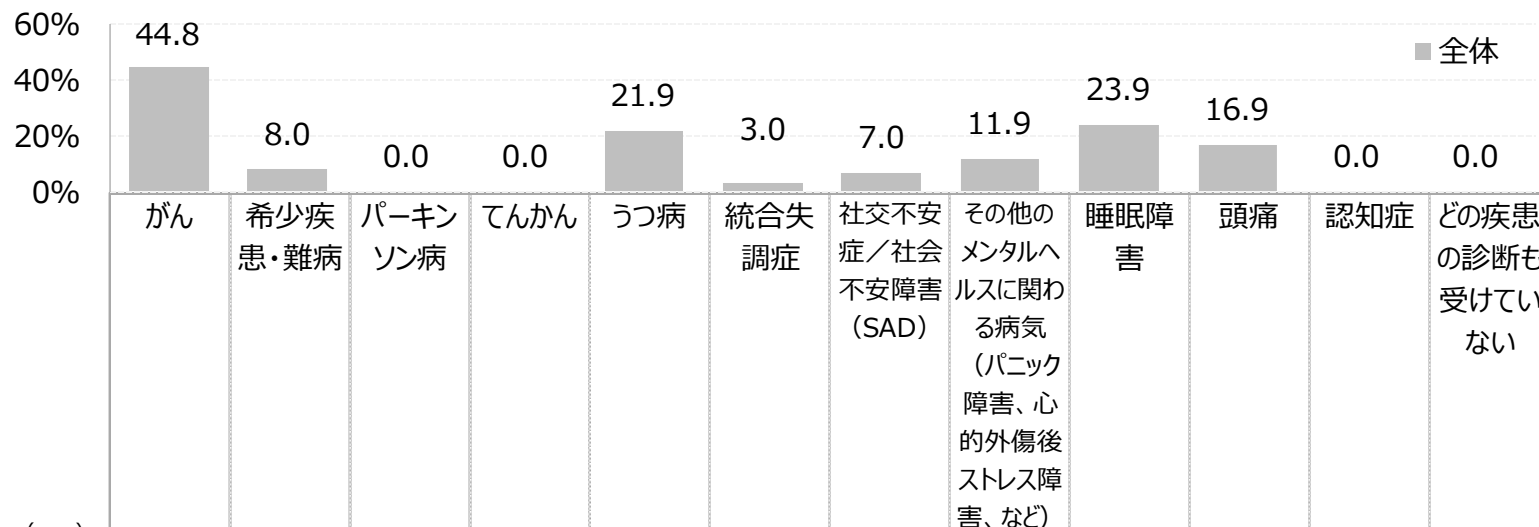 60%
40%
20%
0%
全体
44.8
8.0
0.0
0.0
21.9
3.0
7.0
11.9
23.9
16.9
0.0
0.0
がん
希少疾
患・難病
パーキン
ソン病
てんかん
うつ病
統合失
調症
社交不安
症／社会
不安障害
（SAD）
その他の
メンタルヘ
ルスに関わ
る病気
（パニック
障害、心
的外傷後
ストレス障
害、など）
睡眠障
害
頭痛
認知症
どの疾患
の診断も
受けてい
ない